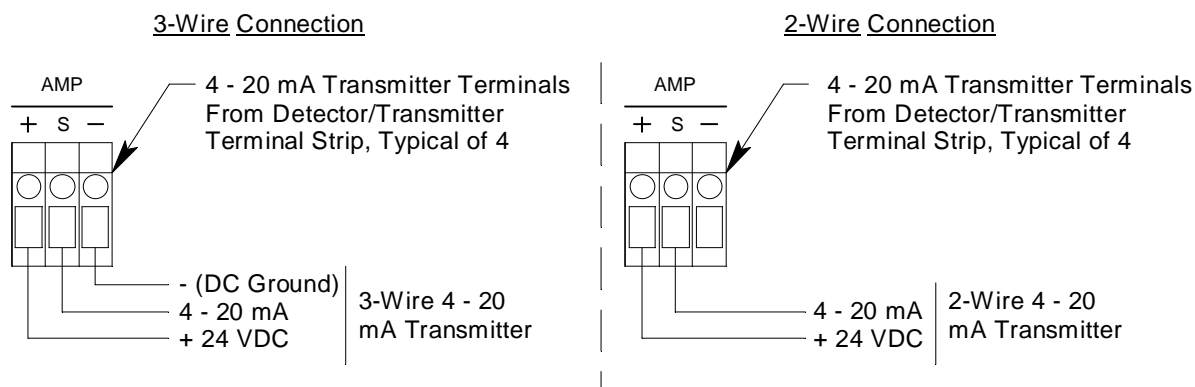 3-Wire Connection
AMP
+ S –
4 - 20 mA Transmitter Terminals
From Detector/Transmitter
Terminal Strip, Typical of 4
- (DC Ground)
4 - 20 mA
+ 24 VDC
3-Wire 4 - 20
mA Transmitter
2-Wire Connection
AMP
+ S –
4 - 20 mA Transmitter Terminals
From Detector/Transmitter
Terminal Strip, Typical of 4
4 - 20 mA
+ 24 VDC
2-Wire 4 - 20
mA Transmitter